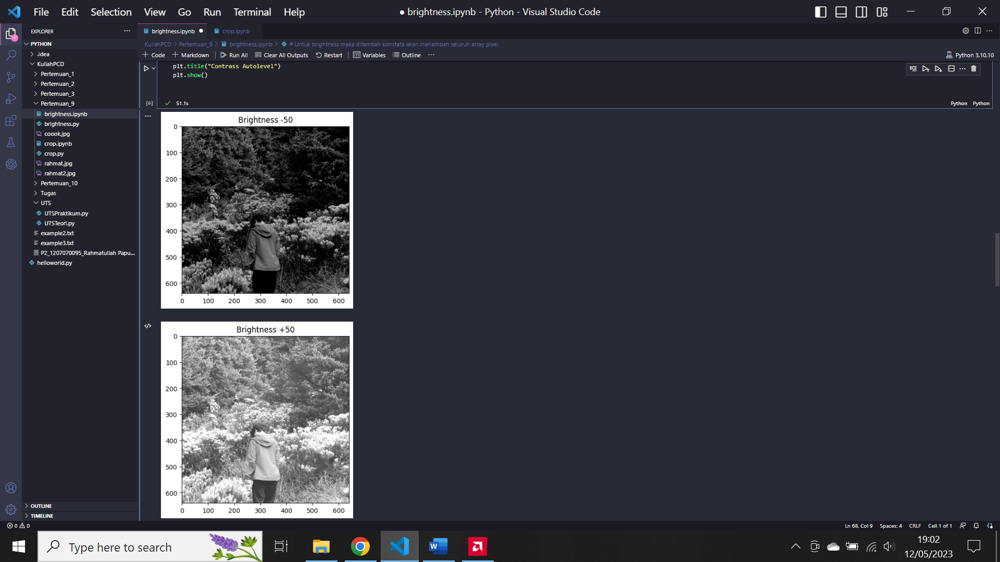 File Edit Selection View Go Run Terminal Help
● brightness.ipynb - Python - Visual Studio Code
EXPLORER
PYTHON
.idea
KuliahPCD
Pertemuan_1
Pertemuan_2
Pertemuan_3
Pertemuan_9
brightness.ipynb
brightness.py
coook.jpg
crop.ipynb
crop.py
rahmat.jpg
rahmat2.jpg
Pertemuan_10
Tugas
UTS
UTSPraktikum.py
UTSTeori.py
example2.txt
example3.txt
P2_1207070095_Rahmatullah Papu...
helloworld.py
OUTLINE
TIMELINE
brightness.ipynb ● crop.ipynb
KuliahPCD > Pertemuan_9 > brightness.ipynb > # Untuk brightness maka ditambah konstata akan menambah seluruh array pixel
+ Code + Markdown | Run All Clear All Outputs Restart | Variables Outline ...
Python 3.10.10
plt.title("Contrass Autolevel")
plt.show()
[6] ✓ 51.1s
Python Python
Brightness -50
0
100
200
300
400
500
600
0 100 200 300 400 500 600
Brightness +50
0
100
200
300
400
500
600
0 100 200 300 400 500 600
0 0
Ln 68, Col 9 Spaces: 4 CRLF Cell 1 of 1
Type here to search
19:02
12/05/2023
1
W